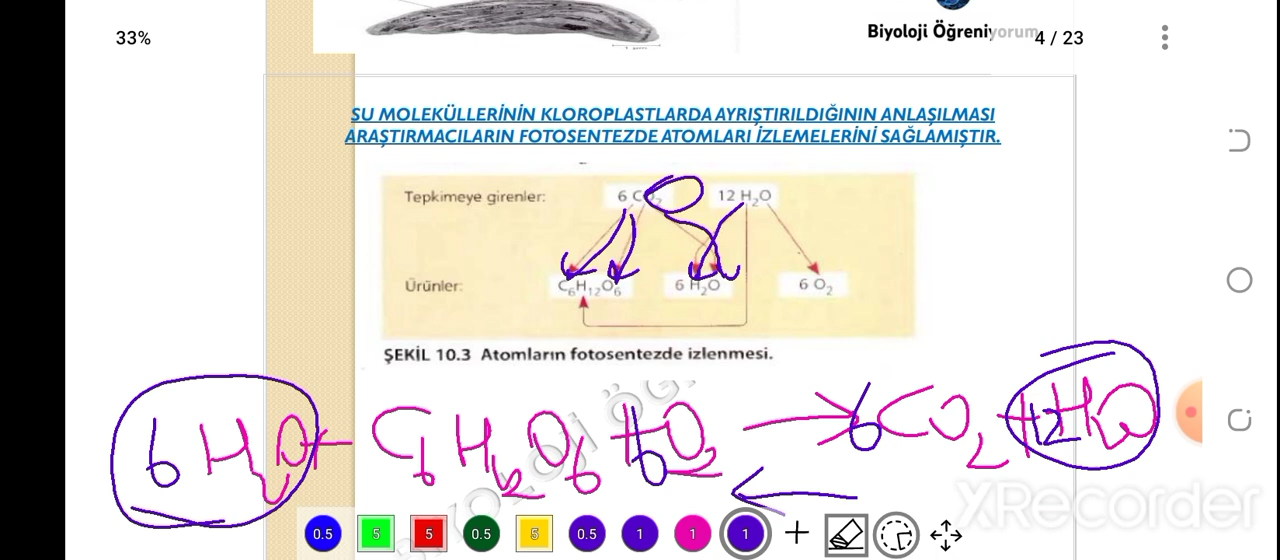 33%
Biyoloji Öğreniyorum 4 / 23
SU MOLEKÜLLERİNİN KLOROPLASTLARDA AYRIŞTIRILDIĞININ ANLAŞILMASI
ARAŞTIRMACILARIN FOTOSENTEZDE ATOMLARI İZLEMELERİNİ SAĞLAMIŞTIR.
Tepkimeye girenler: 6 CO₂ 12 H₂O
Ürünler: C₆H₁₂O₆ 6 H₂O 6 O₂
ŞEKİL 10.3 Atomların fotosentezde izlenmesi.
6 H₂O + C₆H₁₂O₆ + 6O₂ → 6CO₂ + 12H₂O
0.5 5 5 0.5 5 0.5 1 1 1
XRecorder